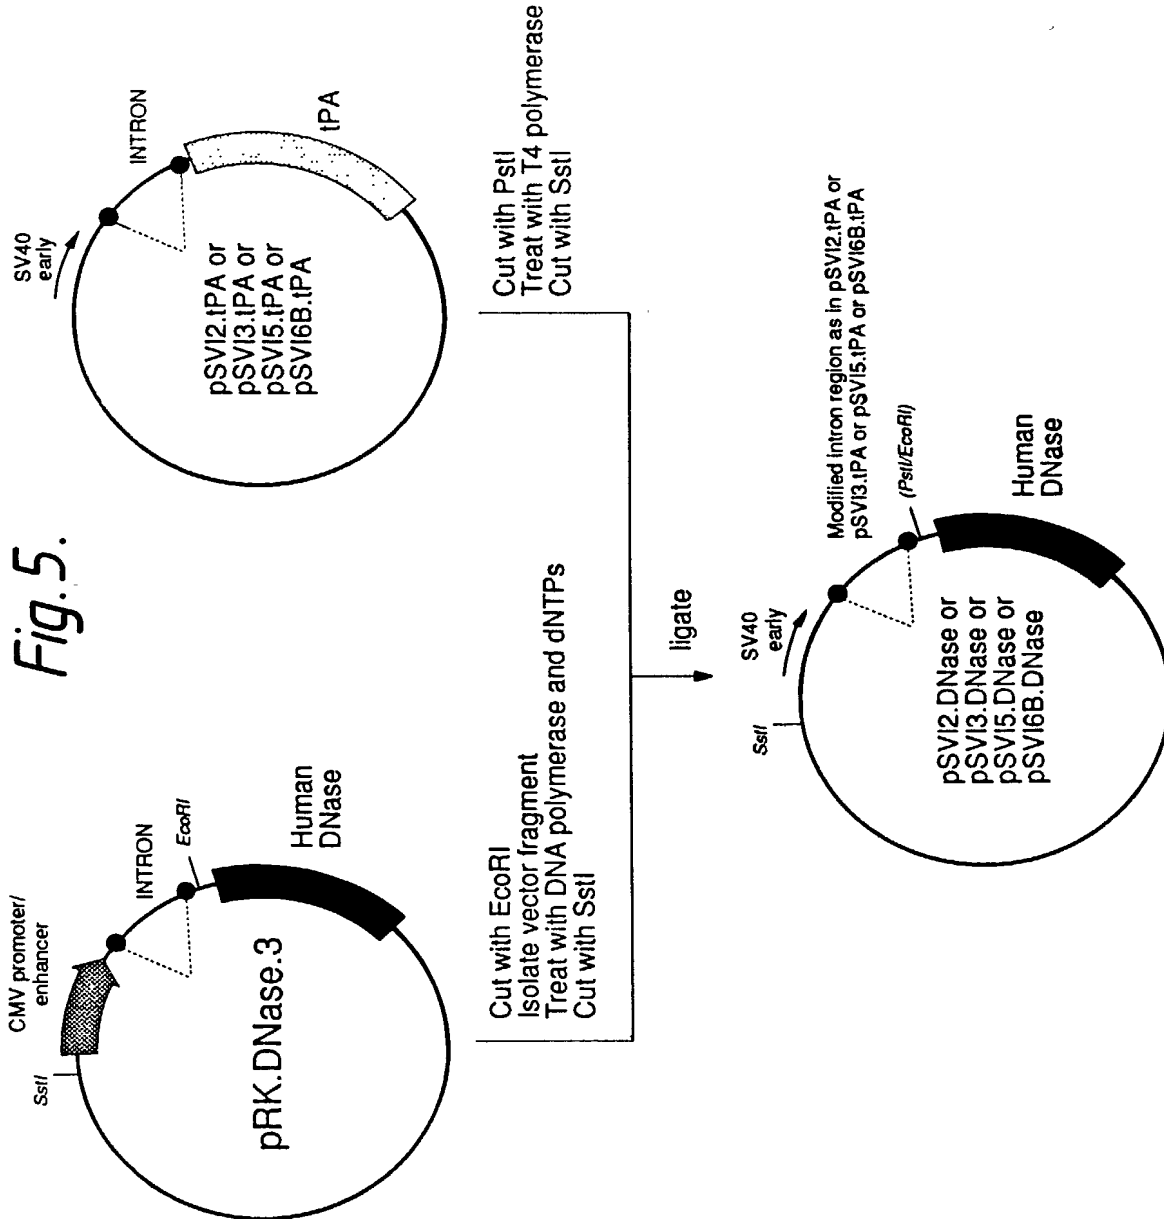 Fig. 5.
CMV promoter/
enhancer
SstI
INTRON
EcoRI
pRK.DNase.3
Human
DNase
SV40
early
INTRON
pSVI2.tPA or
pSVI3.tPA or
pSVI5.tPA or
pSVI6B.tPA
tPA
Cut with EcoRI
Isolate vector fragment
Treat with DNA polymerase and dNTPs
Cut with SstI
Cut with PstI
Treat with T4 polymerase
Cut with SstI
ligate
SstI
SV40
early
Modified intron region as in pSVI2.tPA or
pSVI3.tPA or pSVI5.tPA or pSVI6B.tPA
(PstI/EcoRI)
pSVI2.DNase or
pSVI3.DNase or
pSVI5.DNase or
pSVI6B.DNase
Human
DNase